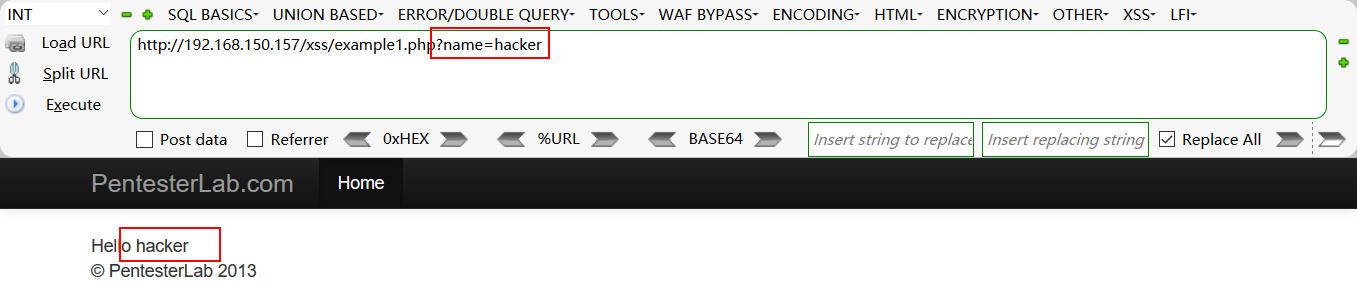 INT SQL BASICS UNION BASED ERROR/DOUBLE QUERY TOOLS WAF BYPASS ENCODING HTML ENCRYPTION OTHER XSS LFI
Load URL http://192.168.150.157/xss/example1.php?name=hacker
Split URL
Execute
Post data Referrer 0xHEX %URL BASE64 Insert string to replace Insert replacing string Replace All
PentesterLab.com Home
Hello hacker
© PentesterLab 2013